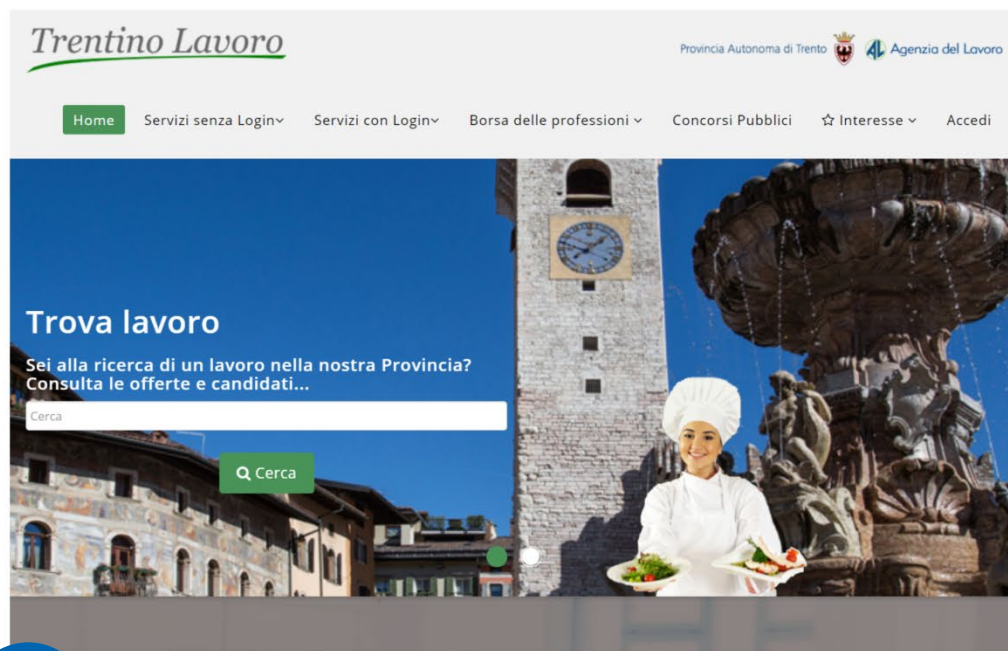 Trentino Lavoro
Provincia Autonoma di Trento
AL Agenzia del Lavoro
Home Servizi senza Login Servizi con Login Borsa delle professioni Concorsi Pubblici Interesse Accedi
Trova lavoro
Sei alla ricerca di un lavoro nella nostra Provincia?
Consulta le offerte e candidati...
Cerca
Cerca